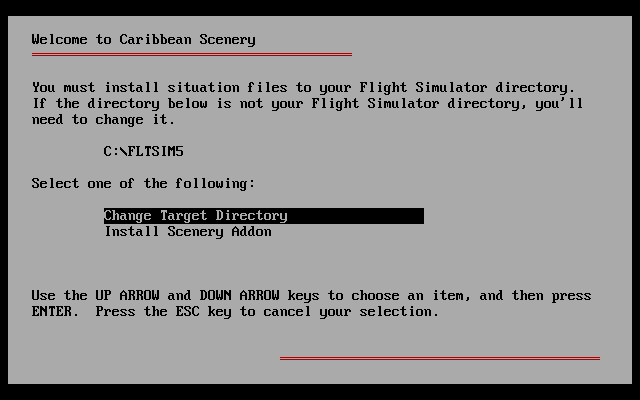 Welcome to Caribbean Scenery
You must install situation files to your Flight Simulator directory.
If the directory below is not your Flight Simulator directory, you'll
need to change it.
C:\FLTSIM5
Select one of the following:
Change Target Directory
Install Scenery Addon
Use the UP ARROW and DOWN ARROW keys to choose an item, and then press
ENTER.  Press the ESC key to cancel your selection.